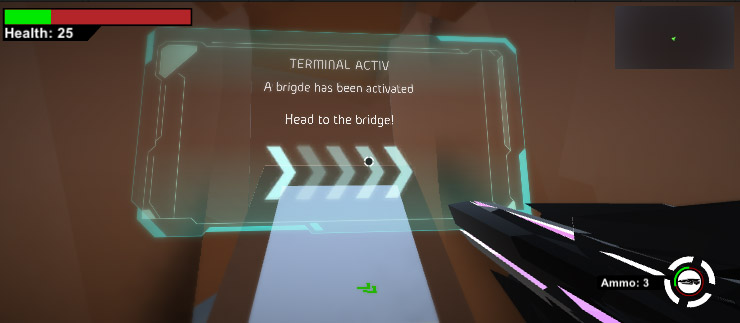 Health: 25
TERMINAL ACTIV
A brigde has been activated
Head to the bridge!
Ammo: 3